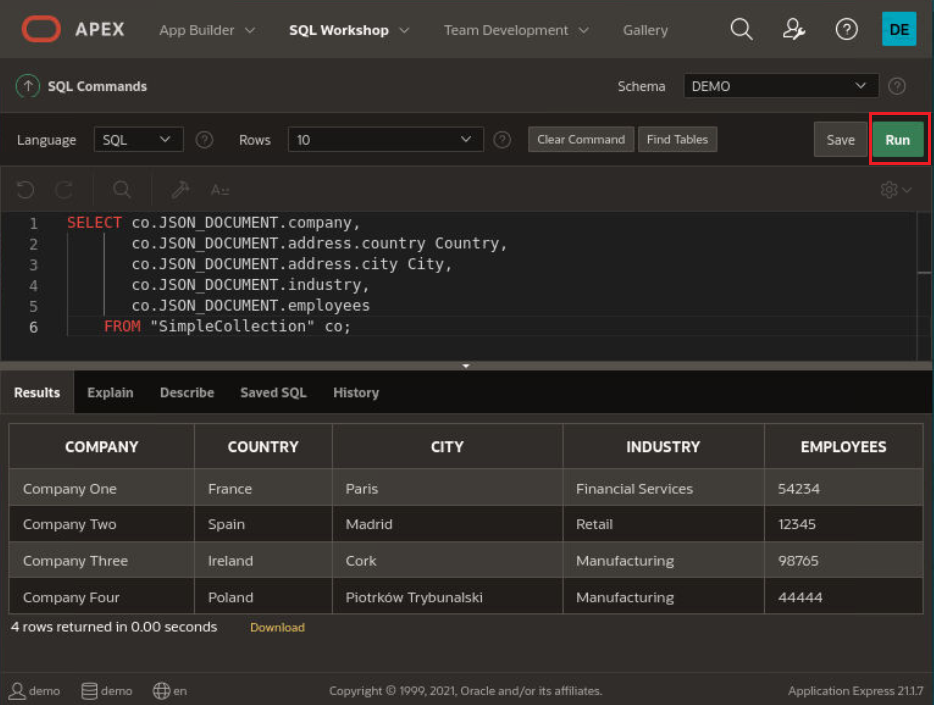 APEX App Builder SQL Workshop Team Development Gallery DE
SQL Commands Schema DEMO
Language SQL Rows 10 Clear Command Find Tables Save Run
1 SELECT co.JSON_DOCUMENT.company,
2 co.JSON_DOCUMENT.address.country Country,
3 co.JSON_DOCUMENT.address.city City,
4 co.JSON_DOCUMENT.industry,
5 co.JSON_DOCUMENT.employees
6 FROM "SimpleCollection" co;
Results Explain Describe Saved SQL History
COMPANY COUNTRY CITY INDUSTRY EMPLOYEES
Company One France Paris Financial Services 54234
Company Two Spain Madrid Retail 12345
Company Three Ireland Cork Manufacturing 98765
Company Four Poland Piotrków Trybunalski Manufacturing 44444
4 rows returned in 0.00 seconds Download
demo demo en Copyright © 1999, 2021, Oracle and/or its affiliates. Application Express 21.1.7